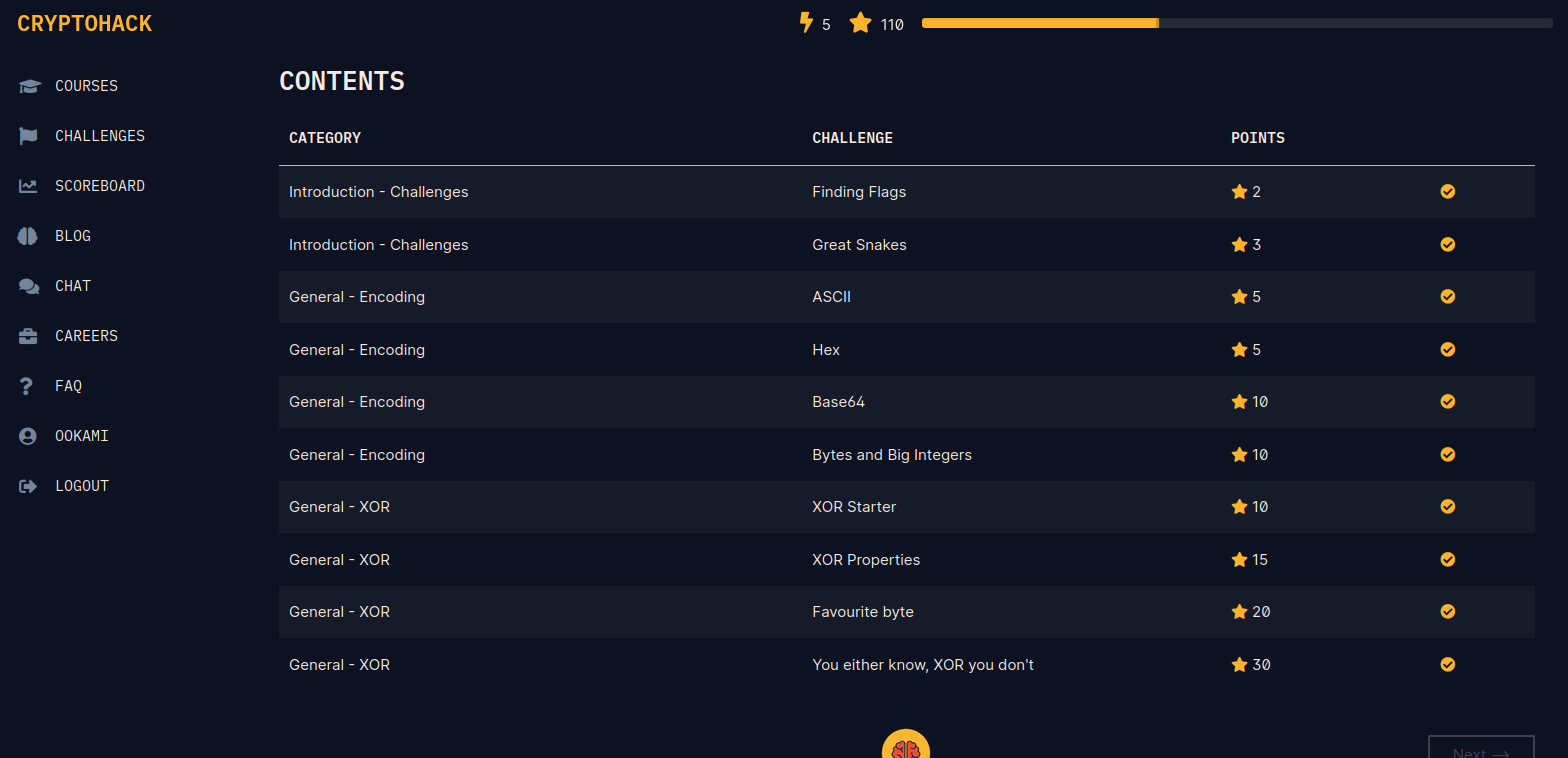 CRYPTOHACK
5 110
COURSES
CHALLENGES
SCOREBOARD
BLOG
CHAT
CAREERS
FAQ
OOKAMI
LOGOUT
CONTENTS
CATEGORY CHALLENGE POINTS
Introduction - Challenges Finding Flags 2
Introduction - Challenges Great Snakes 3
General - Encoding ASCII 5
General - Encoding Hex 5
General - Encoding Base64 10
General - Encoding Bytes and Big Integers 10
General - XOR XOR Starter 10
General - XOR XOR Properties 15
General - XOR Favourite byte 20
General - XOR You either know, XOR you don't 30
Next →